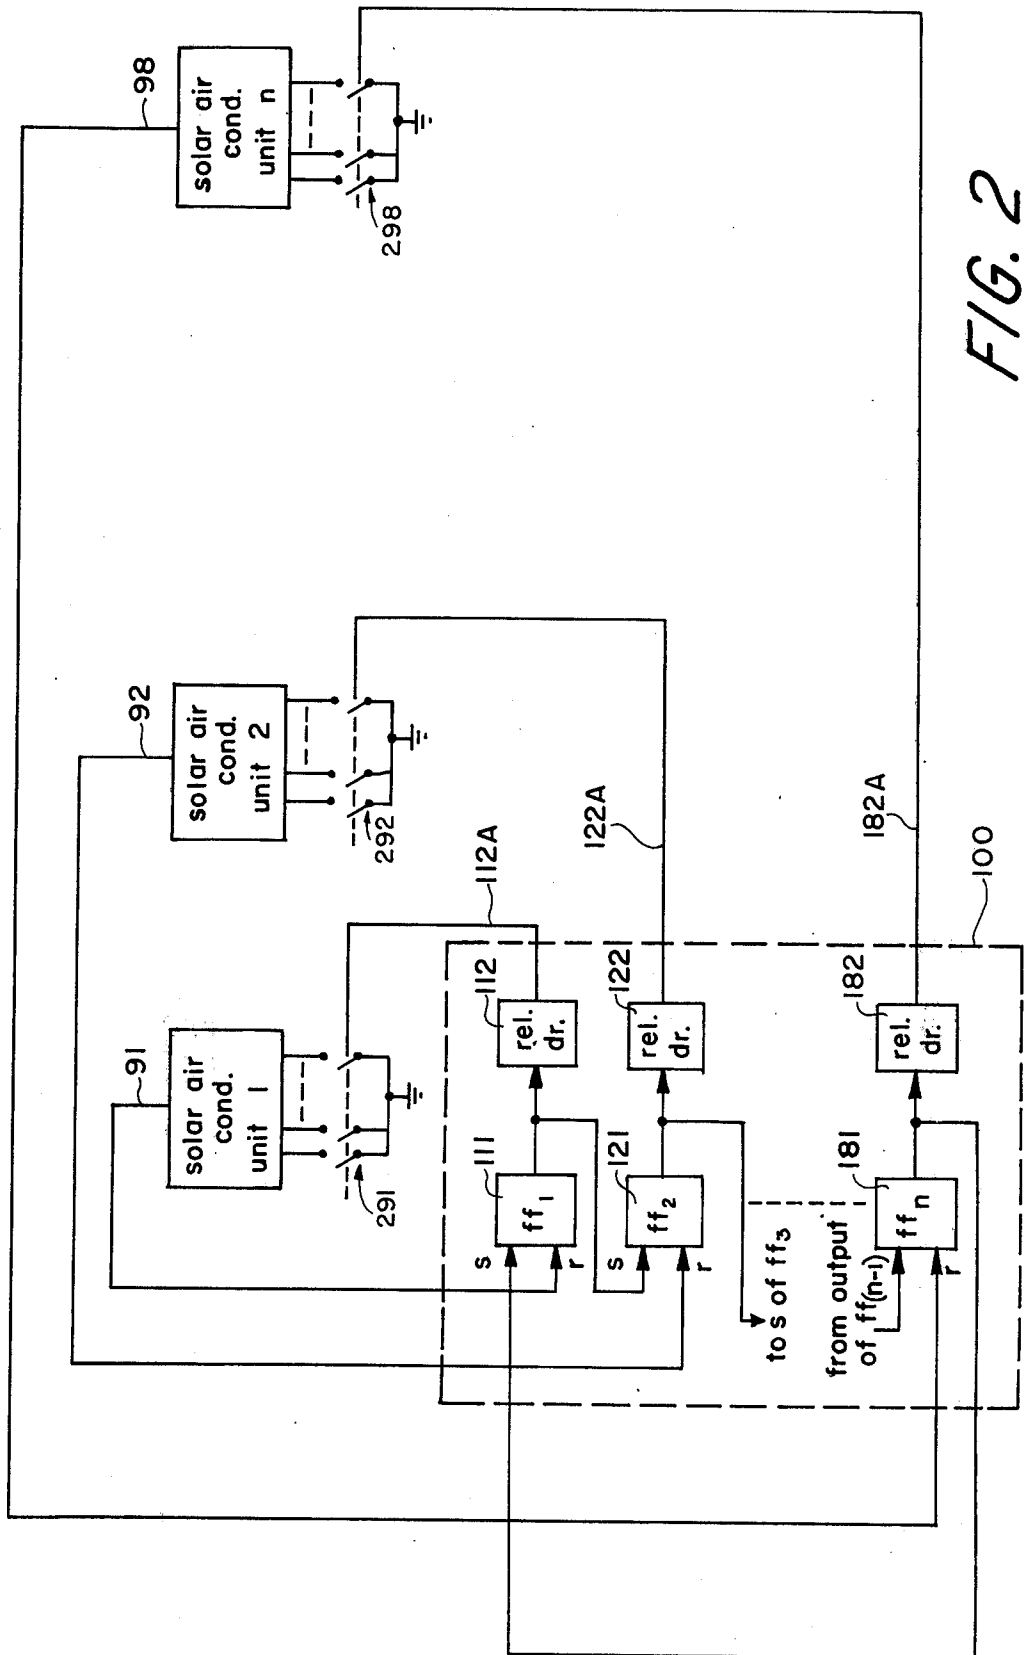 98
solar air
cond.
unit n
298
92
solar air
cond.
unit 2
292
91
solar air
cond.
unit 1
291
112A
122A
182A
100
112
rel.
dr.
122
rel.
dr.
182
rel.
dr.
111
ff1
s
r
121
ff2
s
r
to s of ff3
from output
of ff(n-1)
181
ffn
r
FIG. 2